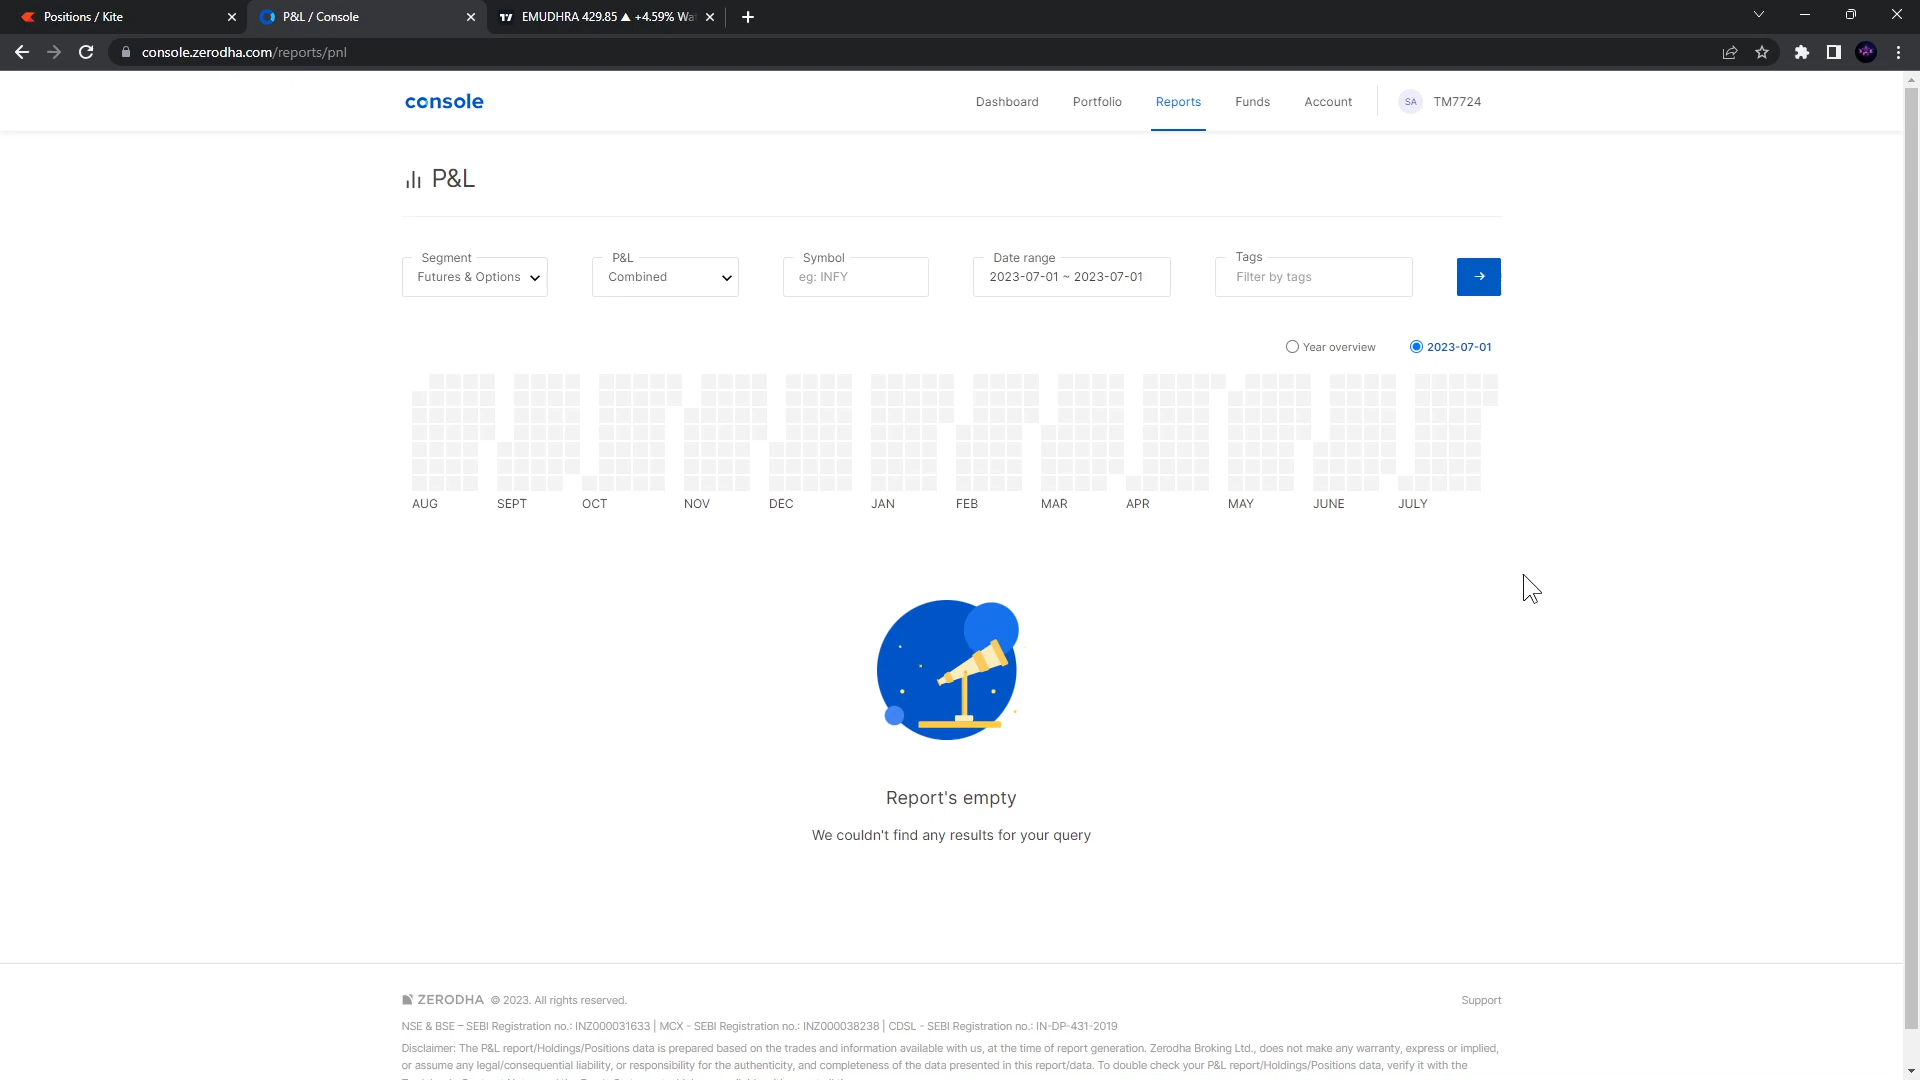 Positions / Kite
P&L / Console
EMUDHRA 429.85 ▲ +4.59% Wa
console.zerodha.com/reports/pnl
console
Dashboard
Portfolio
Reports
Funds
Account
SA
TM7724
P&L
Segment
Futures & Options
P&L
Combined
Symbol
eg: INFY
Date range
2023-07-01 ~ 2023-07-01
Tags
Filter by tags
Year overview
2023-07-01
AUG SEPT OCT NOV DEC JAN FEB MAR APR MAY JUNE JULY
Report's empty
We couldn't find any results for your query
ZERODHA © 2023. All rights reserved.
Support
NSE & BSE – SEBI Registration no.: INZ000031633 | MCX - SEBI Registration no.: INZ000038238 | CDSL - SEBI Registration no.: IN-DP-431-2019
Disclaimer: The P&L report/Holdings/Positions data is prepared based on the trades and information available with us, at the time of report generation. Zerodha Broking Ltd., does not make any warranty, express or implied,
or assume any legal/consequential liability, or responsibility for the authenticity, and completeness of the data presented in this report/data. To double check your P&L report/Holdings/Positions data, verify it with the